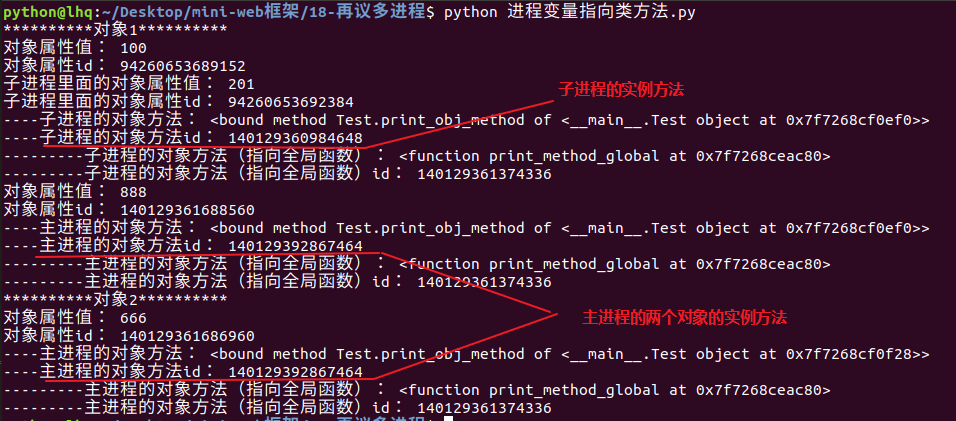 python@lhq:~/Desktop/mini-web框架/18-再议多进程$ python 进程变量指向类方法.py
**********对象1**********
对象属性值： 100
对象属性id： 94260653689152
子进程里面的对象属性值： 201
子进程里面的对象属性id： 94260653692384
子进程的实例方法
----子进程的对象方法： <bound method Test.print_obj_method of <__main__.Test object at 0x7f7268cf0ef0>>
----子进程的对象方法id： 140129360984648
---------子进程的对象方法（指向全局函数）： <function print_method_global at 0x7f7268ceac80>
---------子进程的对象方法（指向全局函数）id： 140129361374336
对象属性值： 888
对象属性id： 140129361688560
----主进程的对象方法： <bound method Test.print_obj_method of <__main__.Test object at 0x7f7268cf0ef0>>
----主进程的对象方法id： 140129392867464
---------主进程的对象方法（指向全局函数）： <function print_method_global at 0x7f7268ceac80>
---------主进程的对象方法（指向全局函数）id： 140129361374336
**********对象2**********
对象属性值： 666
主进程的两个对象的实例方法
对象属性id： 140129361686960
----主进程的对象方法： <bound method Test.print_obj_method of <__main__.Test object at 0x7f7268cf0f28>>
----主进程的对象方法id： 140129392867464
---------主进程的对象方法（指向全局函数）： <function print_method_global at 0x7f7268ceac80>
---------主进程的对象方法（指向全局函数）id： 140129361374336